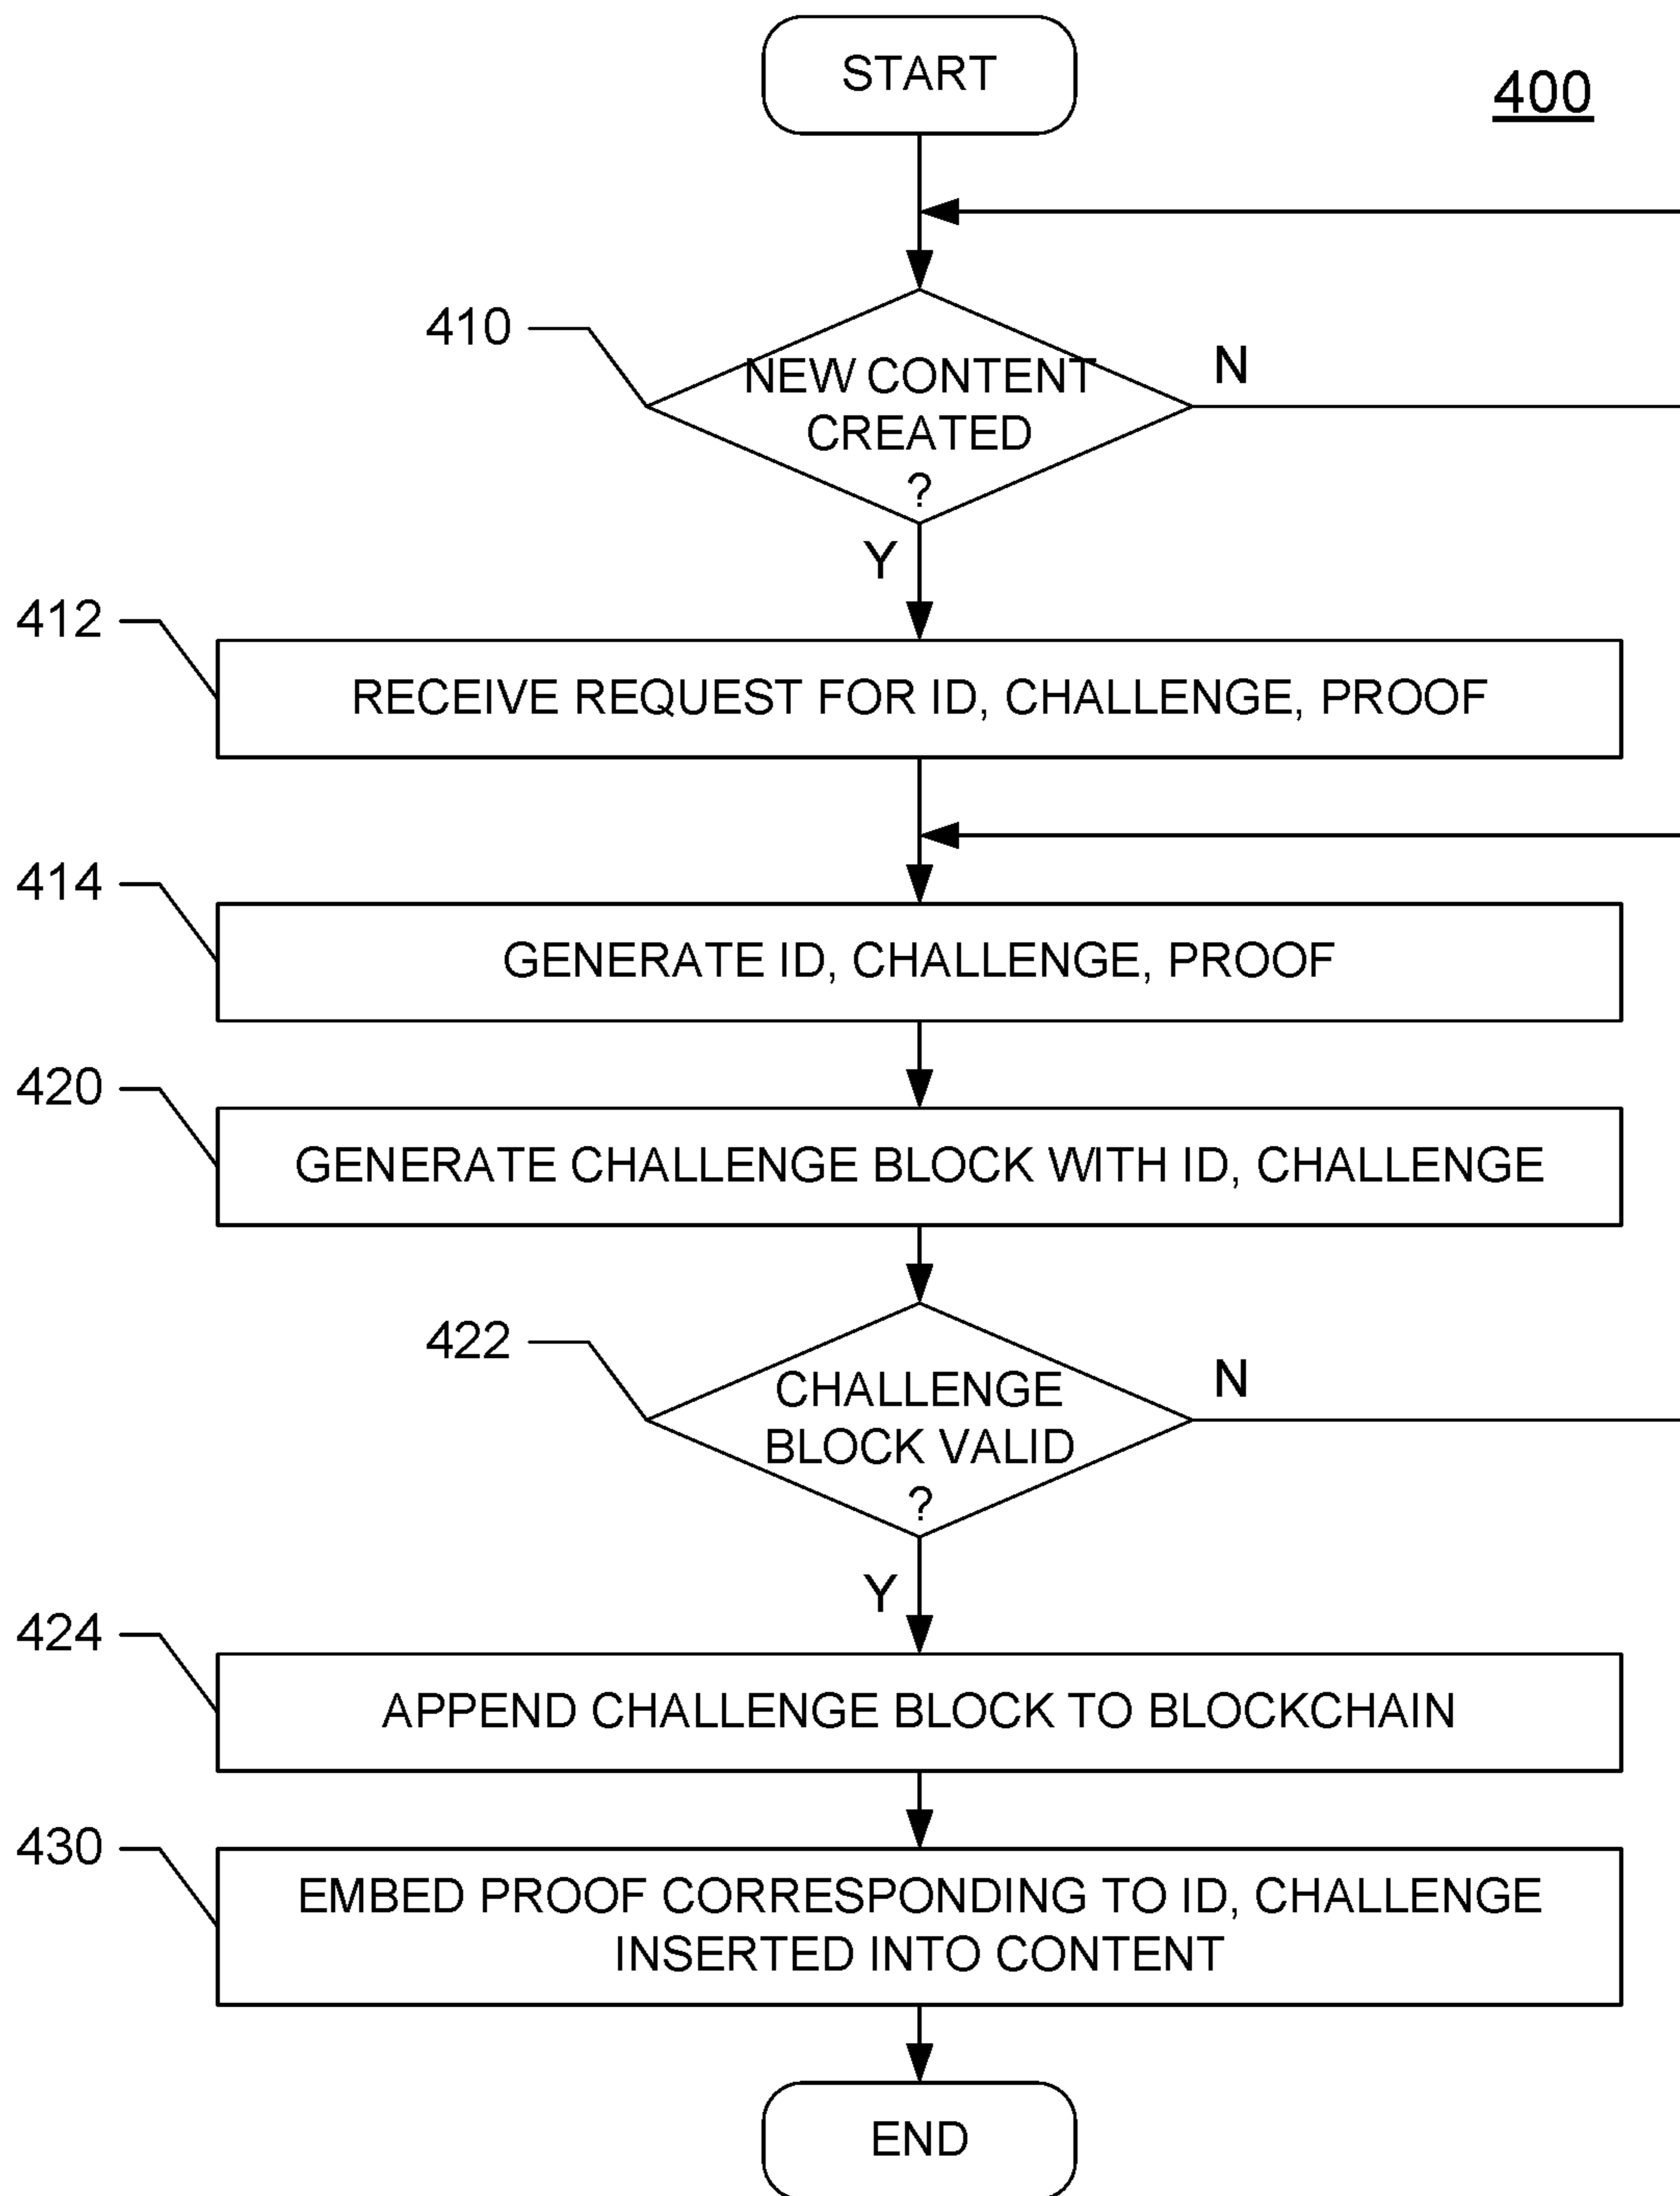 START
400
410
NEW CONTENT
CREATED
?
N
Y
412
RECEIVE REQUEST FOR ID, CHALLENGE, PROOF
414
GENERATE ID, CHALLENGE, PROOF
420
GENERATE CHALLENGE BLOCK WITH ID, CHALLENGE
422
CHALLENGE
BLOCK VALID
?
N
Y
424
APPEND CHALLENGE BLOCK TO BLOCKCHAIN
430
EMBED PROOF CORRESPONDING TO ID, CHALLENGE
INSERTED INTO CONTENT
END